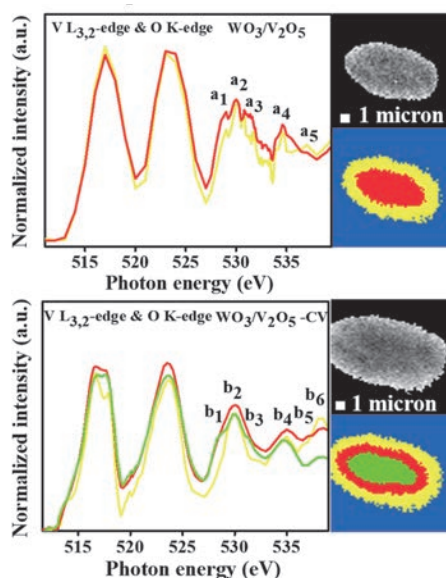 V L3,2-edge & O K-edge WO3/V2O5
Normalized intensity (a.u.)
a1 a2 a3 a4 a5
515 520 525 530 535
Photon energy (eV)
1 micron
V L3,2-edge & O K-edge WO3/V2O5 -CV
Normalized intensity (a.u.)
b1 b2 b3 b4 b5 b6
515 520 525 530 535
Photon energy (eV)
1 micron